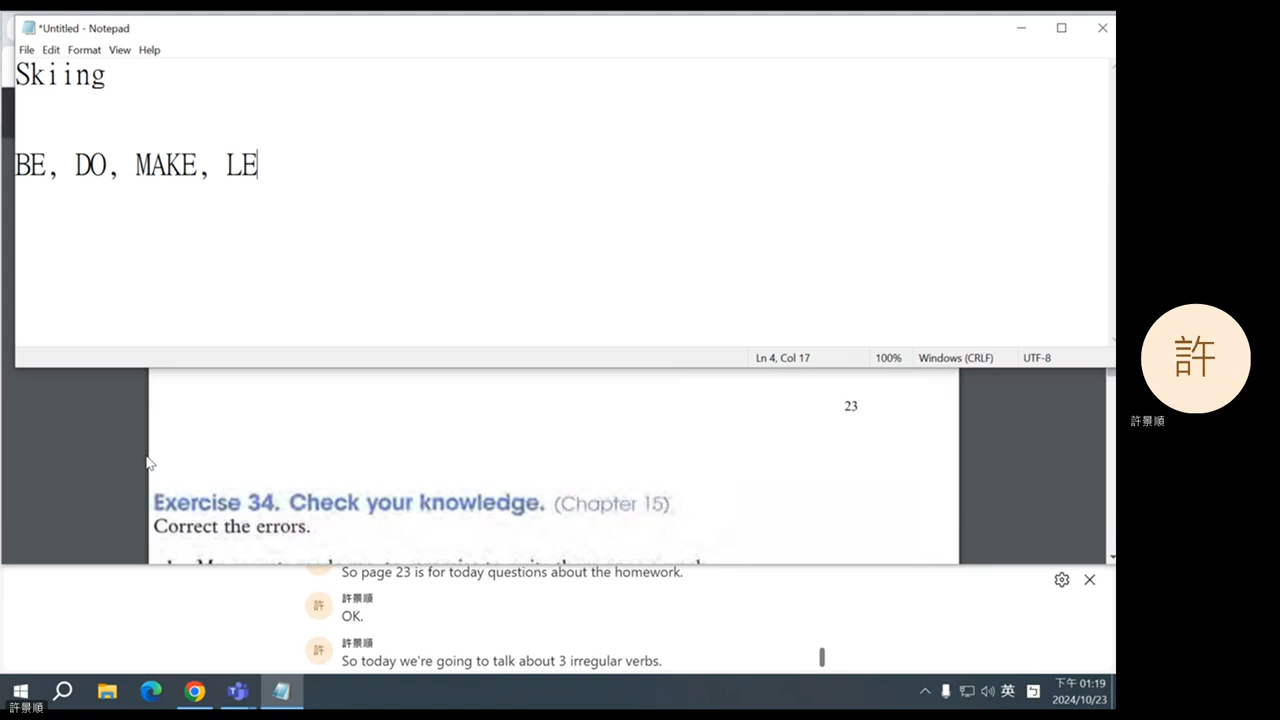 *Untitled - Notepad
File Edit Format View Help
Skiing
BE, DO, MAKE, LE
Ln 4, Col 17 100% Windows (CRLF) UTF-8
23
Exercise 34. Check your knowledge. (Chapter 15)
Correct the errors.
So page 23 is for today questions about the homework.
許 許景順
OK.
許 許景順
So today we're going to talk about 3 irregular verbs.
許
許景順
英
下午 01:19
2024/10/23
許景順